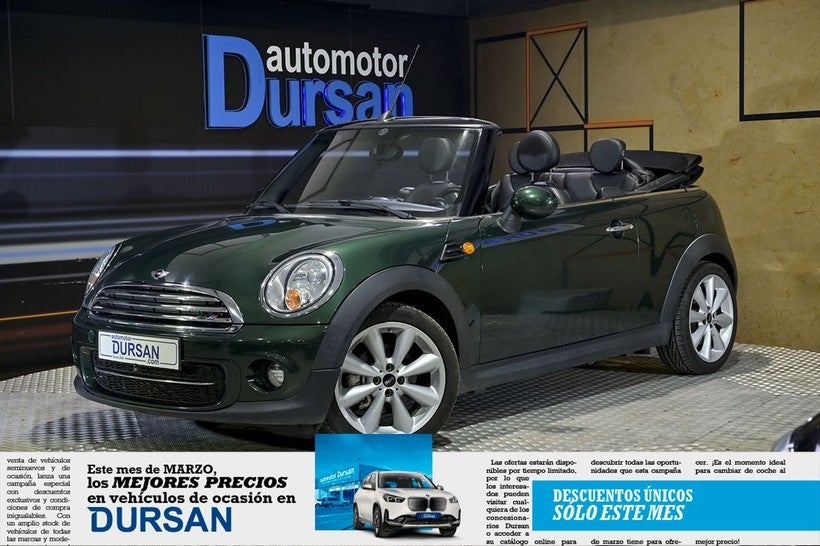 automotor
Dursan
automotor
DURSAN
.com
venta de vehículos
seminuevos y de
ocasión, lanza una
campaña especial
con descuentos
exclusivos y condi-
ciones de compra
inigualables. Con
un amplio stock de
vehículos de todas
las marcas y mode-
Este mes de MARZO,
los MEJORES PRECIOS
en vehículos de ocasión en
DURSAN
automotor Dursan
Las ofertas estarán dispo-
nibles por tiempo limitado,
por lo que
los interesa-
dos pueden
visitar cual-
quiera de los
concesiona-
rios Dursan
o acceder a
su catálogo online para
descubrir todas las oportu-
nidades que esta campaña
de marzo tiene para ofre-
cer. ¡Es el momento ideal
para cambiar de coche al
mejor precio!
DESCUENTOS ÚNICOS
SÓLO ESTE MES